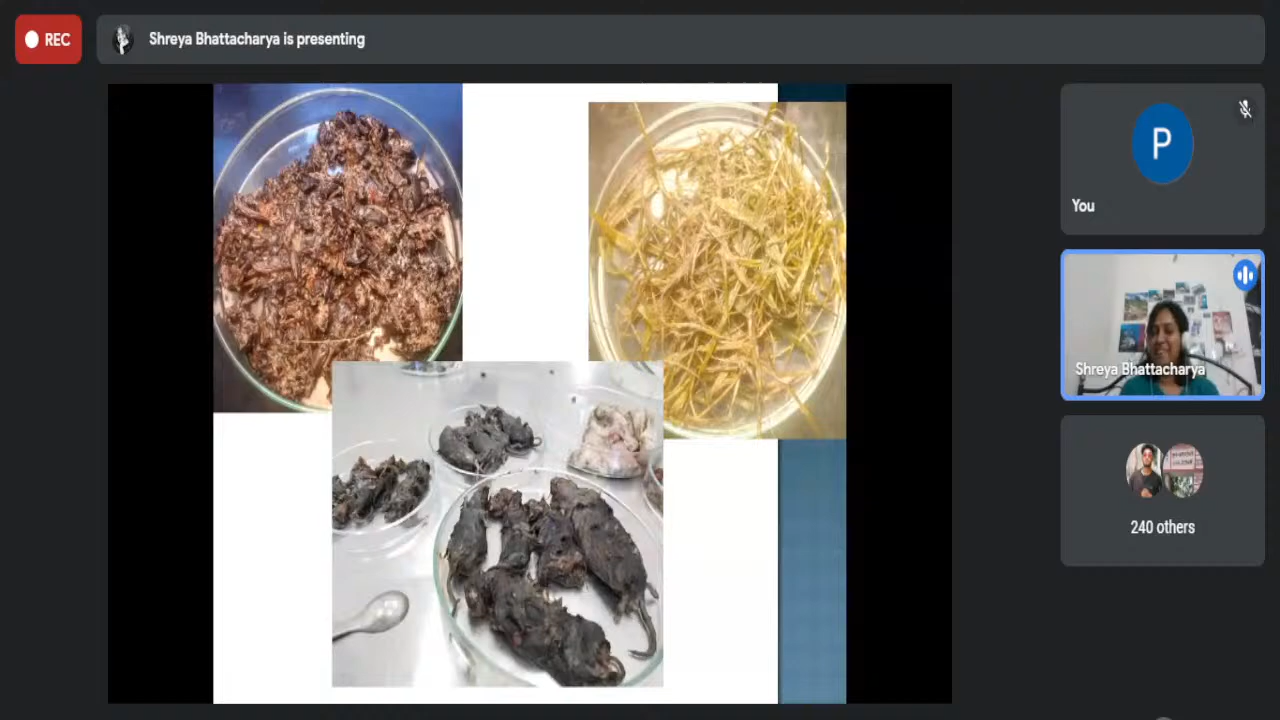 REC
Shreya Bhattacharya is presenting
P
You
Shreya Bhattacharya
240 others